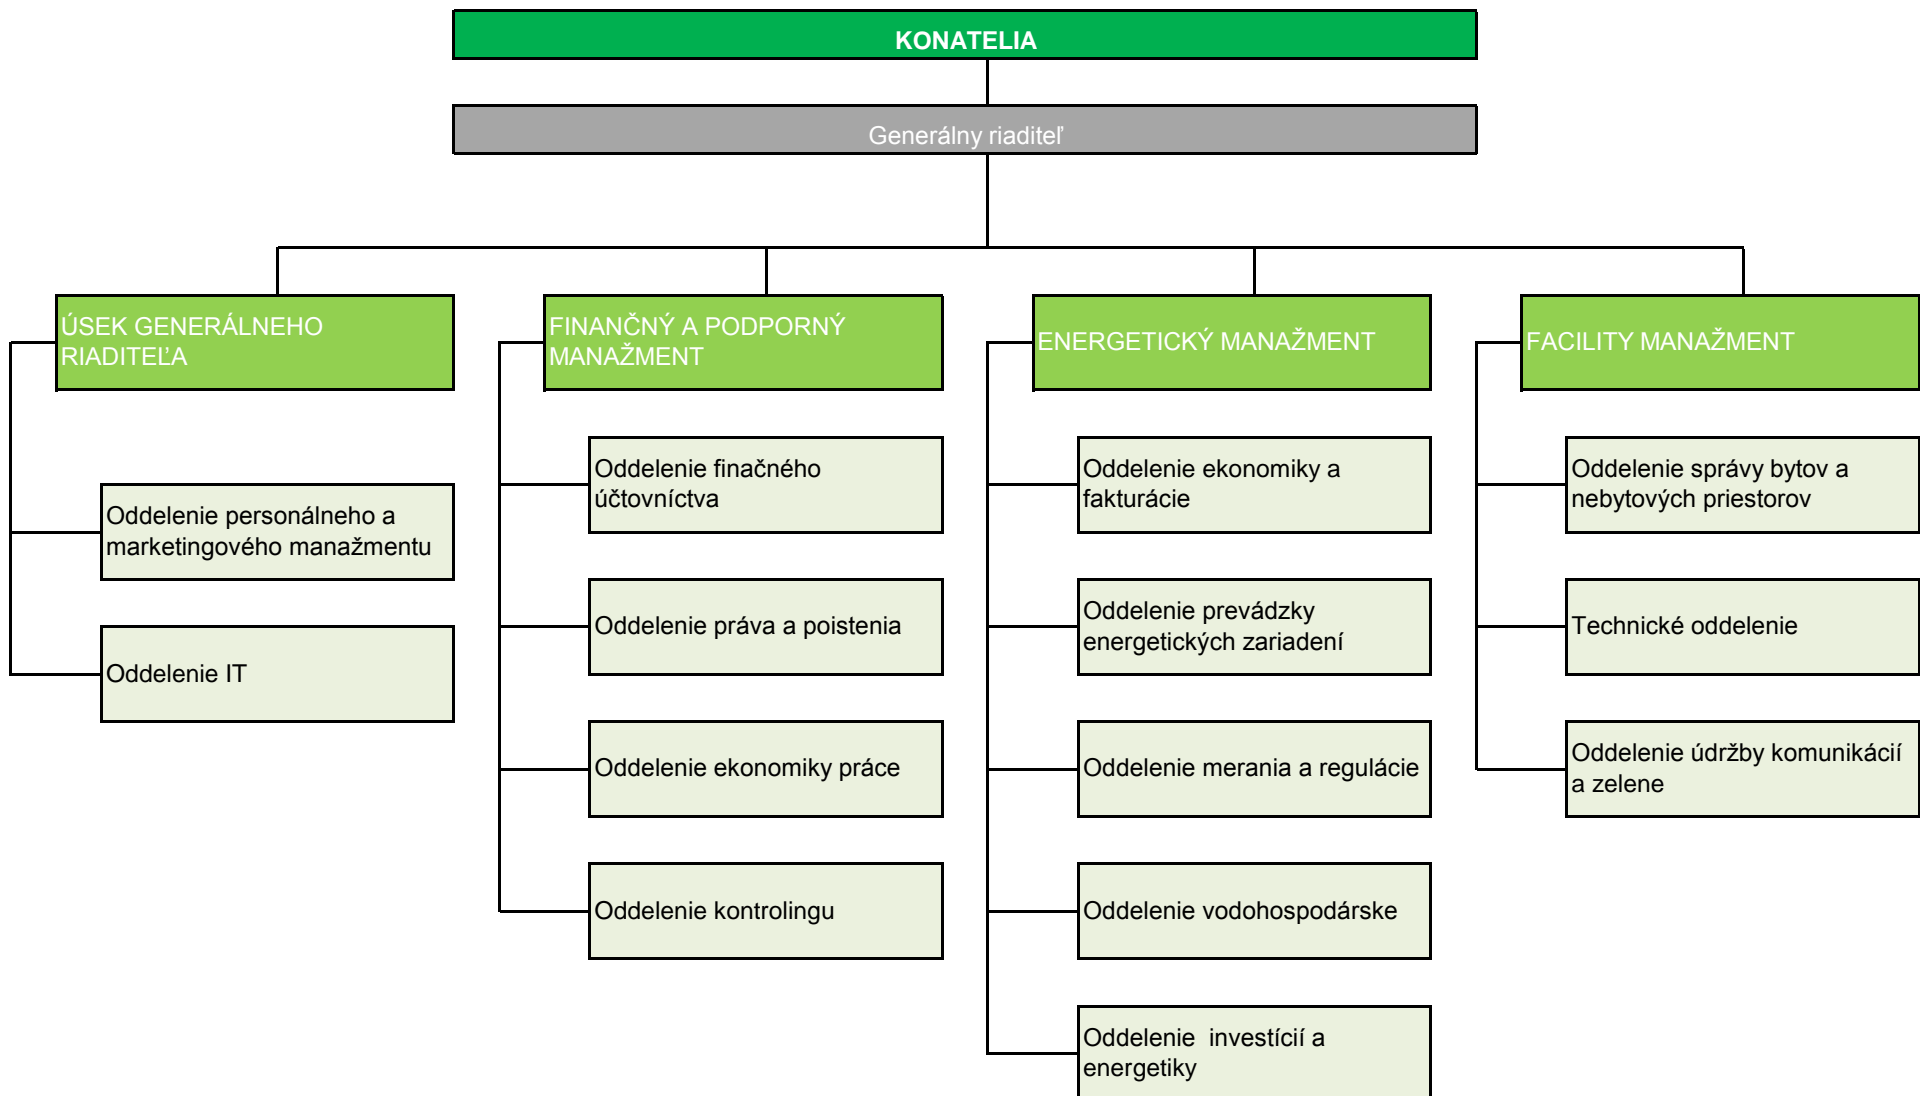 KONATELIA
Generálny riaditeľ
ÚSEK GENERÁLNEHO
RIADITEĽA
FINANČNÝ A PODPORNÝ
MANAŽMENT
ENERGETICKÝ MANAŽMENT
FACILITY MANAŽMENT
Oddelenie personálneho a
marketingového manažmentu
Oddelenie IT
Oddelenie finačného
účtovníctva
Oddelenie práva a poistenia
Oddelenie ekonomiky práce
Oddelenie kontrolingu
Oddelenie ekonomiky a
fakturácie
Oddelenie prevádzky
energetických zariadení
Oddelenie merania a regulácie
Oddelenie vodohospodárske
Oddelenie  investícií a
energetiky
Oddelenie správy bytov a
nebytových priestorov
Technické oddelenie
Oddelenie údržby komunikácií
a zelene